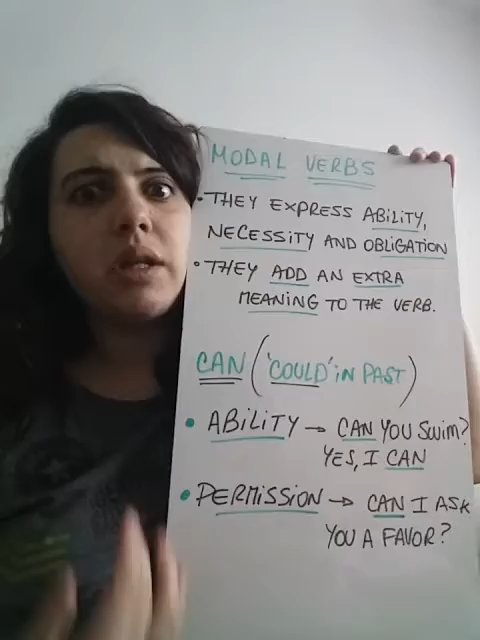 MODAL VERBS
• THEY EXPRESS ABILITY,
NECESSITY AND OBLIGATION
• THEY ADD AN EXTRA
MEANING TO THE VERB.
CAN ('COULD' iN PAST)
• ABILITY → CAN YOU SWIM?
YES, I CAN
• PERMISSION → CAN I ASK
YOU A FAVOR?